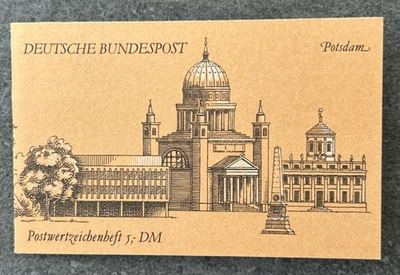 DEUTSCHE BUNDESPOST
Potsdam
Postwertzeichenheft 5,- DM